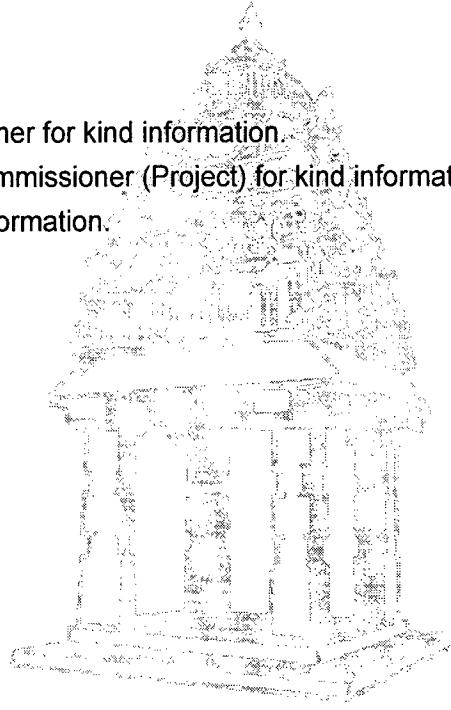 ner for kind information.
mmissioner (Project) for kind informat
ormation.